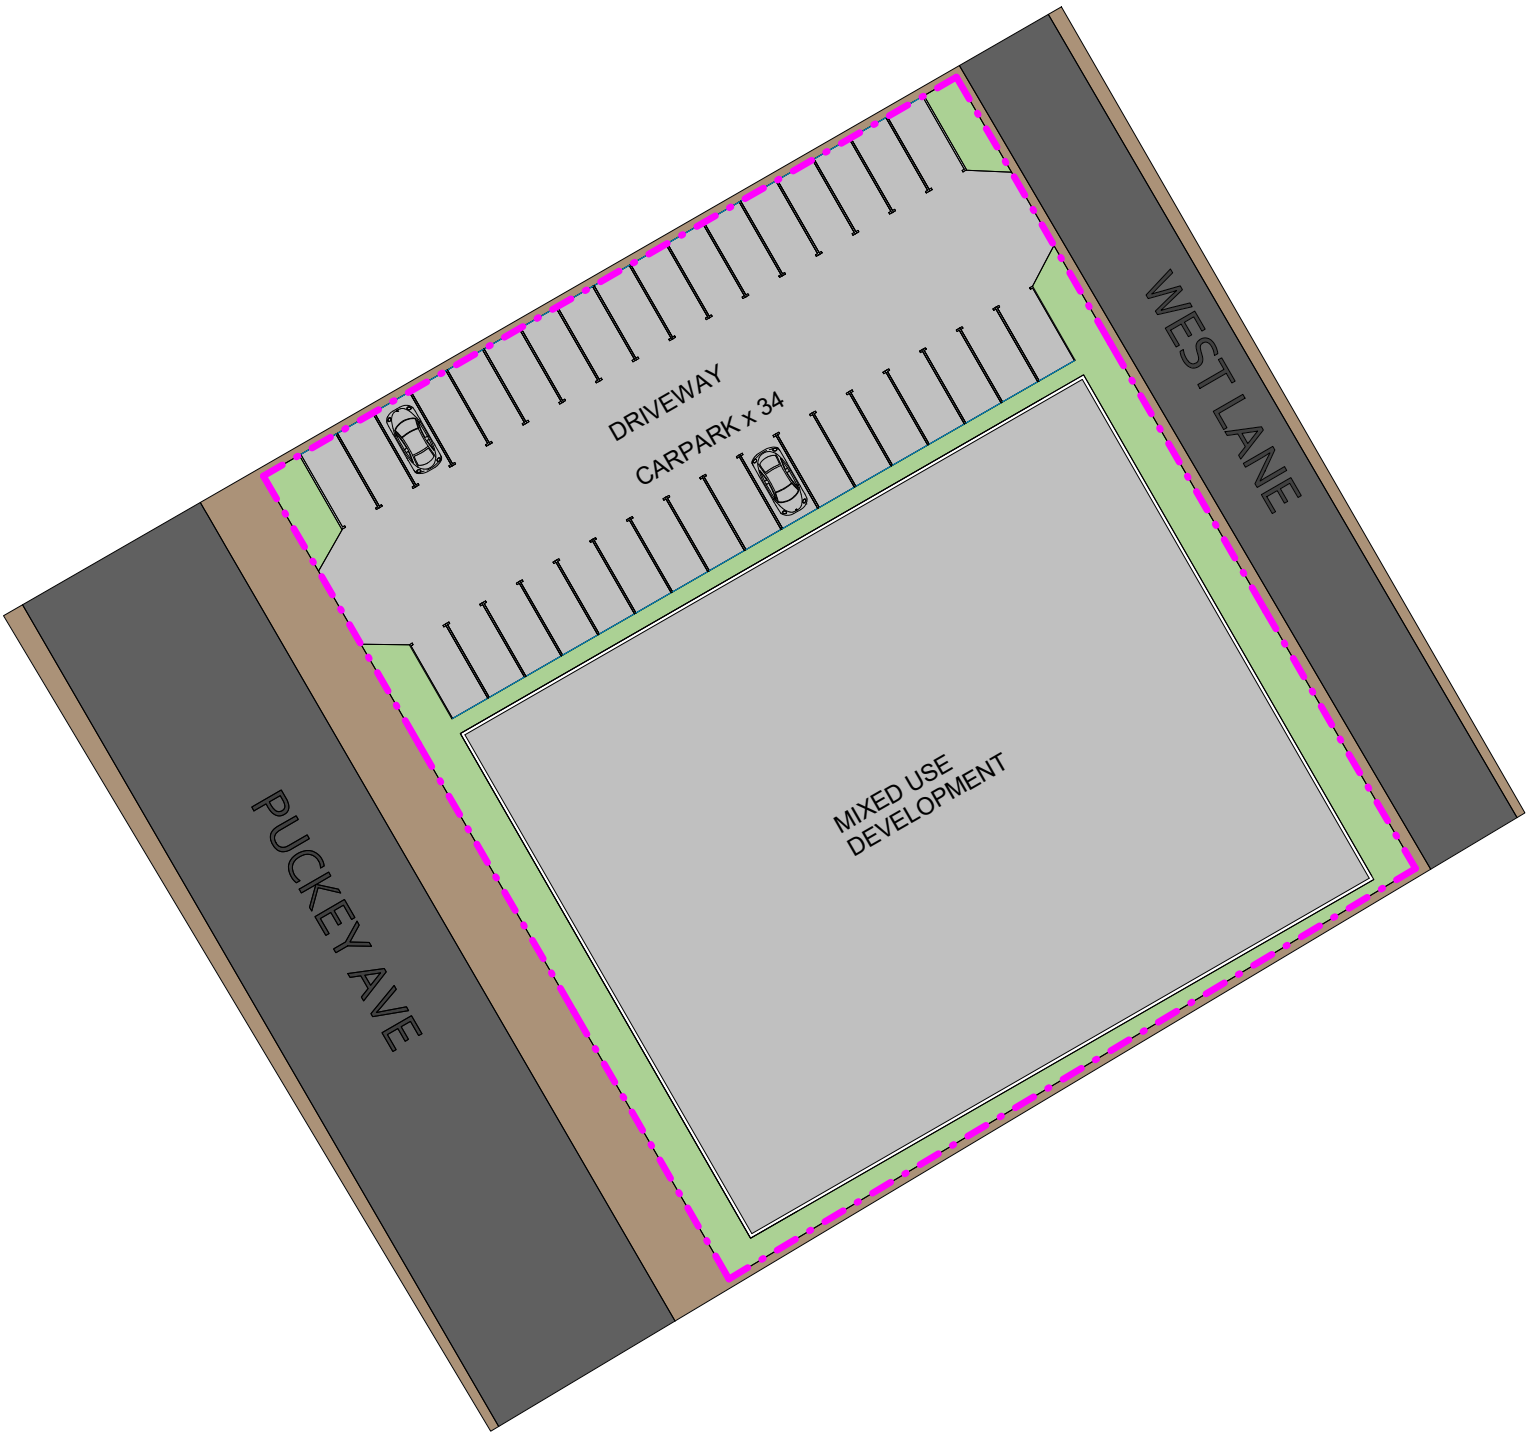 DRIVEWAY
CARPARK x 34
WEST LANE
MIXED USE
DEVELOPMENT
PUCKEY AVE